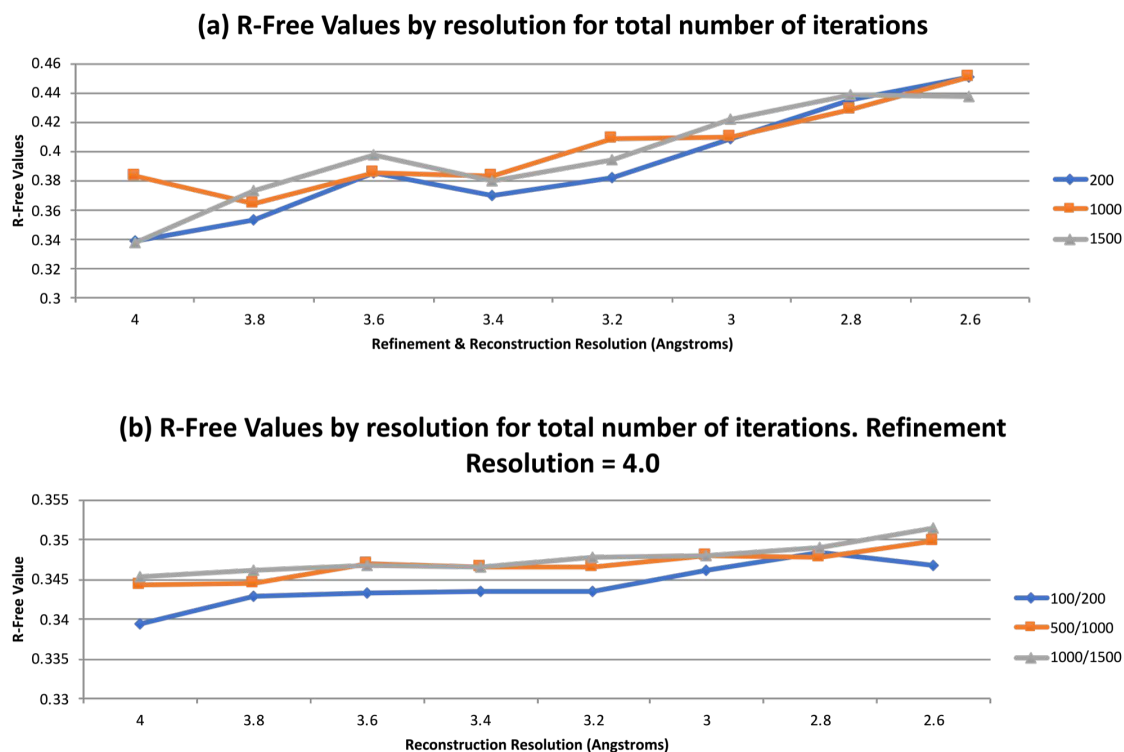 (a) R-Free Values by resolution for total number of iterations
0.46
0.44
0.42
0.4
0.38
0.36
0.34
0.32
0.3
R-Free Values
4 3.8 3.6 3.4 3.2 3 2.8 2.6
Refinement & Reconstruction Resolution (Angstroms)
200
1000
1500
(b) R-Free Values by resolution for total number of iterations. Refinement
Resolution = 4.0
0.355
0.35
0.345
0.34
0.335
0.33
R-Free Value
4 3.8 3.6 3.4 3.2 3 2.8 2.6
Reconstruction Resolution (Angstroms)
100/200
500/1000
1000/1500